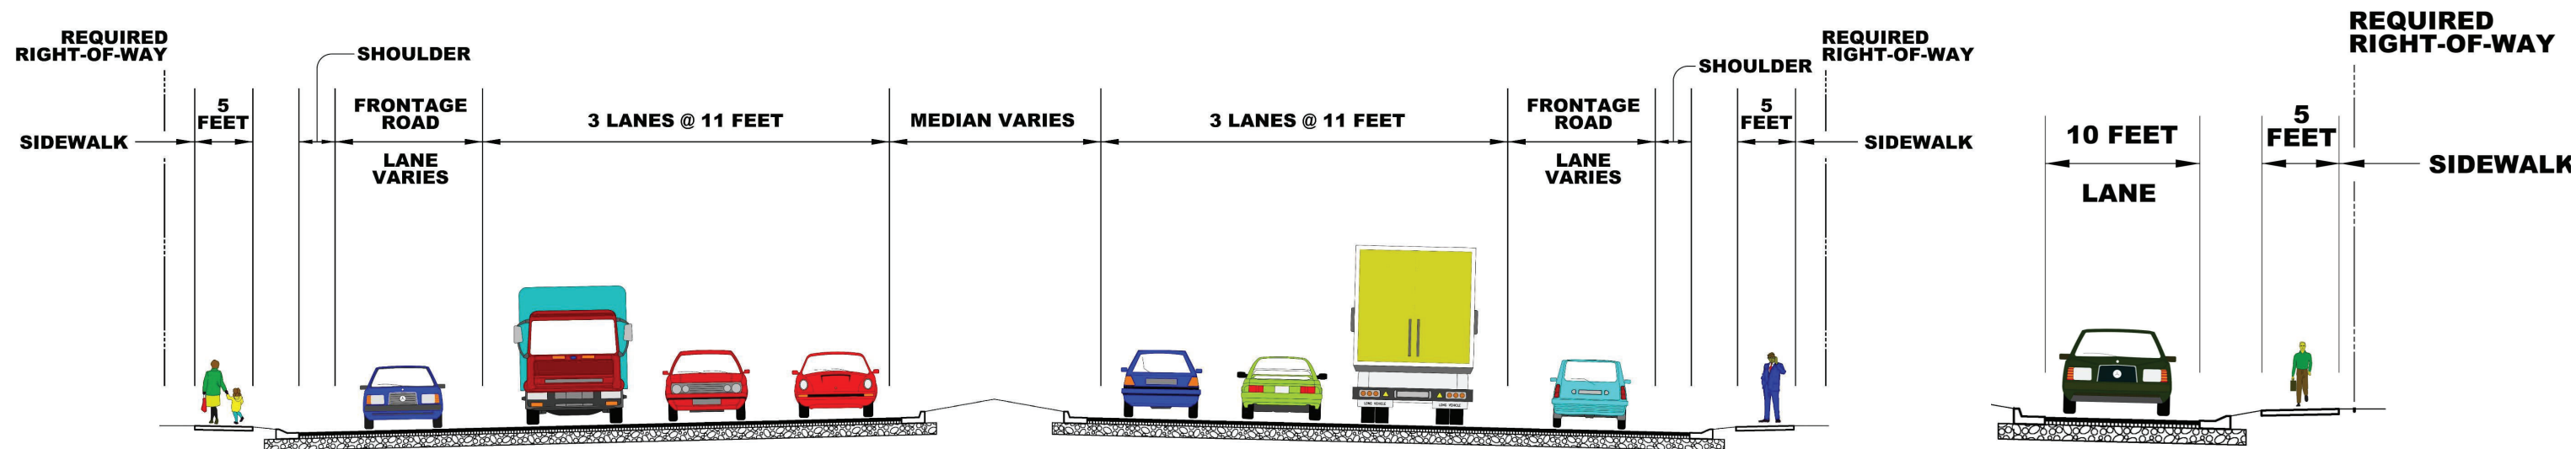 REQUIRED
RIGHT-OF-WAY
SHOULDER
5
FEET
FRONTAGE
ROAD
3 LANES @ 11 FEET
MEDIAN VARIES
3 LANES @ 11 FEET
FRONTAGE
ROAD
SHOULDER
5
FEET
REQUIRED
RIGHT-OF-WAY
SIDEWALK
LANE
VARIES
LANE
VARIES
SIDEWALK
REQUIRED
RIGHT-OF-WAY
10 FEET
LANE
5
FEET
SIDEWALK